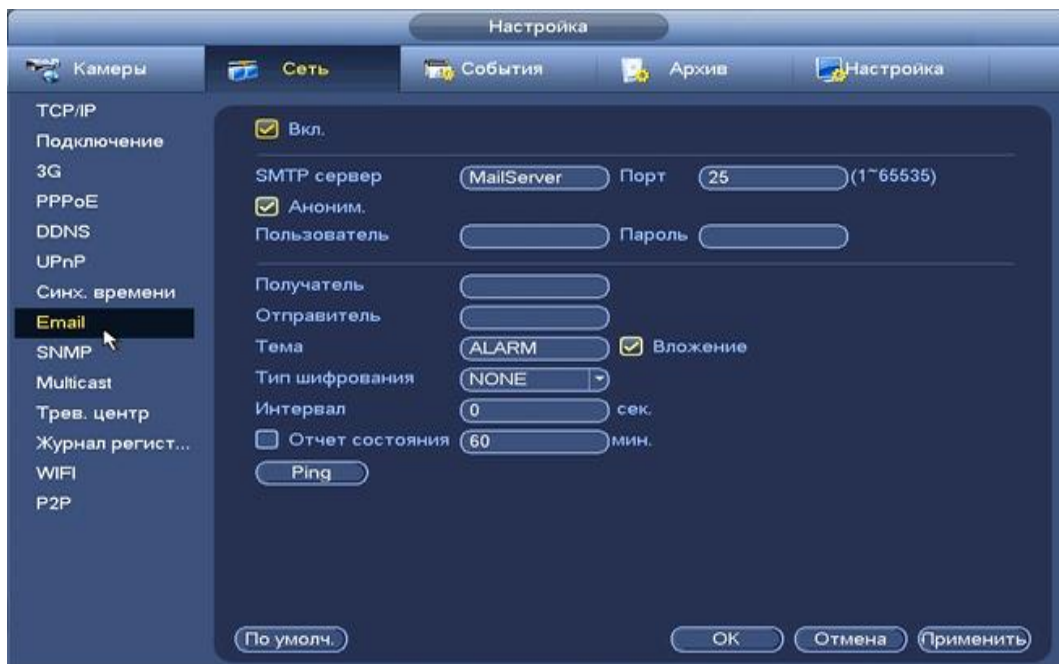 Настройка
Камеры Сеть События Архив Настройка
TCP/IP
Подключение
3G
PPPoE
DDNS
UPnP
Синх. времени
Email
SNMP
Multicast
Трев. центр
Журнал регист...
WIFI
P2P
Вкл.
SMTP сервер MailServer Порт 25 (1~65535)
Аноним.
Пользователь Пароль
Получатель
Отправитель
Тема ALARM Вложение
Тип шифрования NONE
Интервал 0 сек.
Отчет состояния 60 мин.
Ping
По умолч. OK Отмена Применить